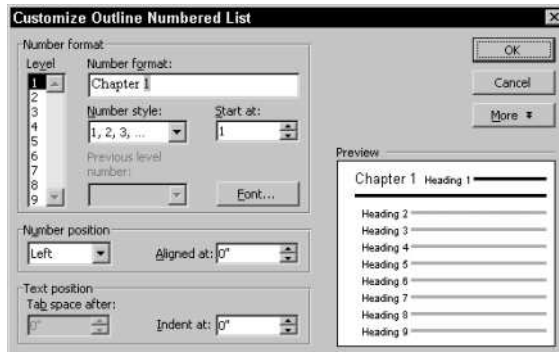 Customize Outline Numbered List
Number format
Level
1
2
3
4
5
6
7
8
9
Number format:
Chapter 1
Number style:
1, 2, 3, ...
Start at:
1
Previous level number:
Font...
OK
Cancel
More
Number position
Left
Aligned at: 0"
Text position
Tab space after:
0"
Indent at: 0"
Preview
Chapter 1 Heading 1
Heading 2
Heading 3
Heading 4
Heading 5
Heading 6
Heading 7
Heading 8
Heading 9